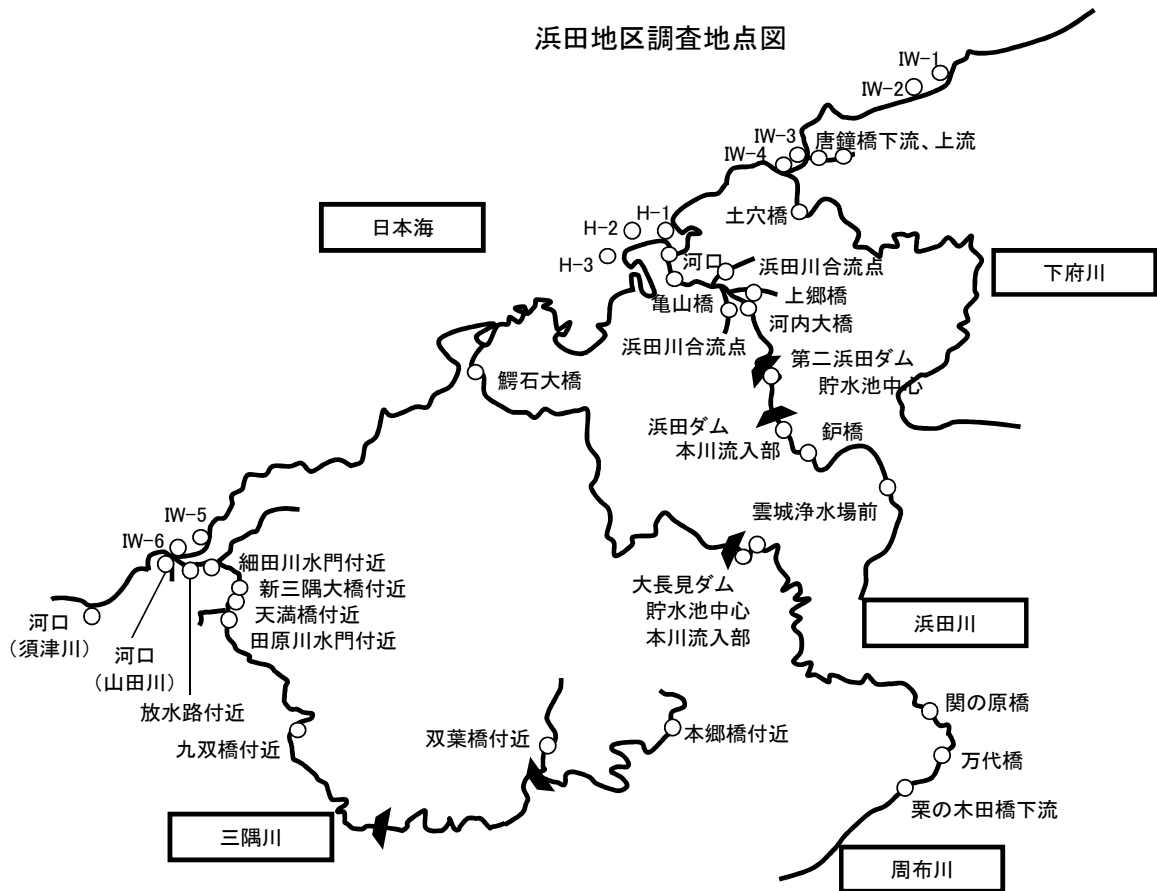 浜田地区調査地点図
IW-1
IW-2
IW-3
唐鐘橋下流、上流
IW-4
H-1
土穴橋
日本海
H-2
H-3
河口
浜田川合流点
下府川
亀山橋
上郷橋
河内大橋
浜田川合流点
第二浜田ダム
貯水池中心
鰐石大橋
浜田ダム
本川流入部
鈩橋
雲城浄水場前
IW-5
IW-6
細田川水門付近
新三隅大橋付近
天満橋付近
田原川水門付近
大長見ダム
貯水池中心
本川流入部
浜田川
河口
（須津川）
河口
（山田川）
放水路付近
九双橋付近
双葉橋付近
本郷橋付近
関の原橋
万代橋
栗の木田橋下流
三隅川
周布川